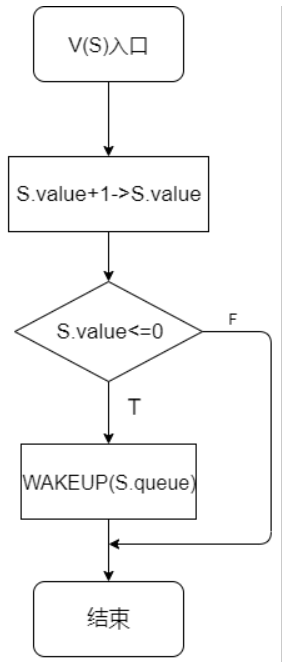 V(S)入口
S.value+1->S.value
S.value<=0
F
T
WAKEUP(S.queue)
结束